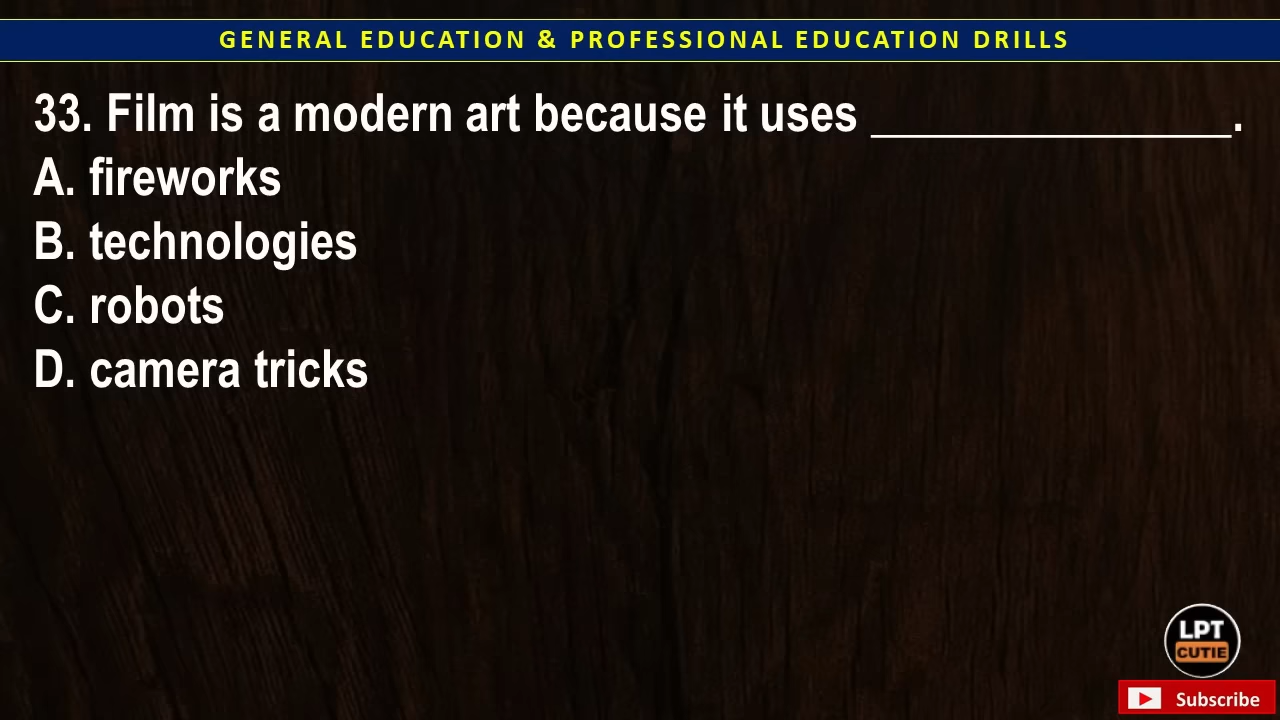 GENERAL EDUCATION & PROFESSIONAL EDUCATION DRILLS
33. Film is a modern art because it uses _______________.
A. fireworks
B. technologies
C. robots
D. camera tricks
LPT
CUTIE
Subscribe